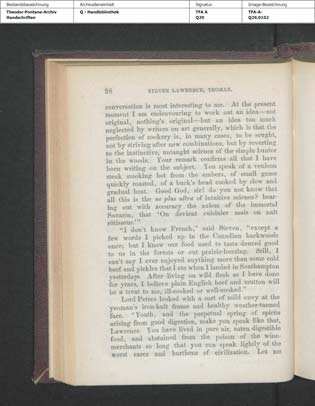 Bestandsbezeichnung Archivalieneinheit Signatur Image-Bezeichnung
Theodor-Fontane-Archiv Q - Handbibliothek TFA A TFA-A-
Handschriften Q29 Q29,0102
98 STEVEN LAWRENCE, YEOMAN.
conversation is most interesting to me. At the present
moment I am endeavouring to work out an idea—not
original, nothing's original—but an idea too much
neglected by writers on art generally, which is that the
perfection of cookery is, in many cases, to be sought,
not by striving after new combinations, but by reverting
to the instinctive, untaught science of the simple hunter
in the woods. Your remark confirms all that I have
been writing on the subject. You speak of a venison
steak smoking hot from the embers, of small game
quickly roasted, of a buck's head cooked by slow and
gradual heat. Good God, sir! do you not know that
all this is the ne plus ultra of intuitive science? bear-
ing out with accuracy the axiom of the immortal
Savarin, that 'On devient cuisinier mais on naît
rôtisseur.'"
"I don't know French," said Steven, "except a
few words I picked up in the Canadian backwoods
once; but I know our food used to taste decent good
to us in the forests or out prairie-hunting. Still, I
can't say I ever enjoyed anything more than some cold
beef and pickles that I ate when I landed in Southampton
yesterday. After living on wild flesh as I have done
for years, I believe plain English beef and mutton will
be a treat to me, ill-cooked or well-cooked."
Lord Petres looked with a sort of mild envy at the
yeoman's iron-knit frame and healthy weather-tanned
face. "Youth, and the perpetual spring of spirits
arising from good digestion, make you speak like that,
Lawrence. You have lived in pure air, eaten digestible
food, and abstained from the poison of the wine-
merchants so long that you can speak lightly of the
worst cares and burthens of civilization. Let me